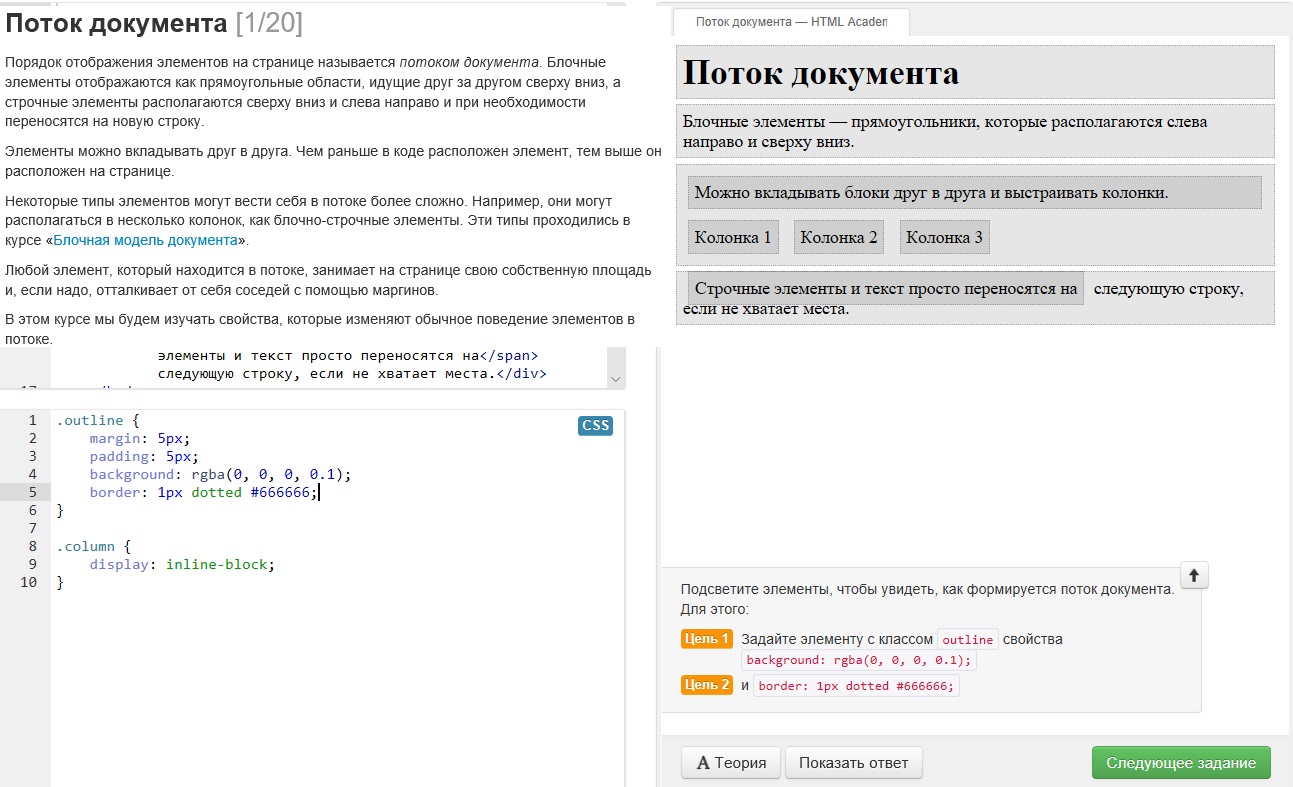 Поток документа [1/20]
Порядок отображения элементов на странице называется потоком документа. Блочные
элементы отображаются как прямоугольные области, идущие друг за другом сверху вниз, а
строчные элементы располагаются сверху вниз и слева направо и при необходимости
переносятся на новую строку.
Элементы можно вкладывать друг в друга. Чем раньше в коде расположен элемент, тем выше он
расположен на странице.
Некоторые типы элементов могут вести себя в потоке более сложно. Например, они могут
располагаться в несколько колонок, как блочно-строчные элементы. Эти типы проходились в
курсе «Блочная модель документа».
Любой элемент, который находится в потоке, занимает на странице свою собственную площадь
и, если надо, отталкивает от себя соседей с помощью маргинов.
В этом курсе мы будем изучать свойства, которые изменяют обычное поведение элементов в
потоке.
элементы и текст просто переносятся на</span>
следующую строку, если не хватает места.</div>
CSS
1 .outline {
2 margin: 5px;
3 padding: 5px;
4 background: rgba(0, 0, 0, 0.1);
5 border: 1px dotted #666666;
6 }
7
8 .column {
9 display: inline-block;
10 }
Поток документа — HTML Academ
Поток документа
Блочные элементы — прямоугольники, которые располагаются слева
направо и сверху вниз.
Можно вкладывать блоки друг в друга и выстраивать колонки.
Колонка 1 Колонка 2 Колонка 3
Строчные элементы и текст просто переносятся на следующую строку,
если не хватает места.
Подсветите элементы, чтобы увидеть, как формируется поток документа.
Для этого:
Цель 1 Задайте элементу с классом outline свойства
background: rgba(0, 0, 0, 0.1);
Цель 2 и border: 1px dotted #666666;
А Теория Показать ответ Следующее задание